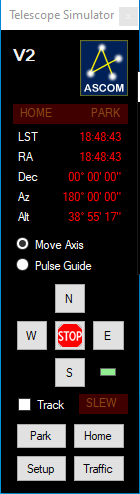 Telescope Simulator
V2
ASCOM
HOME PARK
LST 18:48:43
RA 18:48:43
Dec 00° 00' 00"
Az 180° 00' 00"
Alt 38° 55' 17"
Move Axis
Pulse Guide
N
W STOP E
S
Track SLEW
Park Home
Setup Traffic